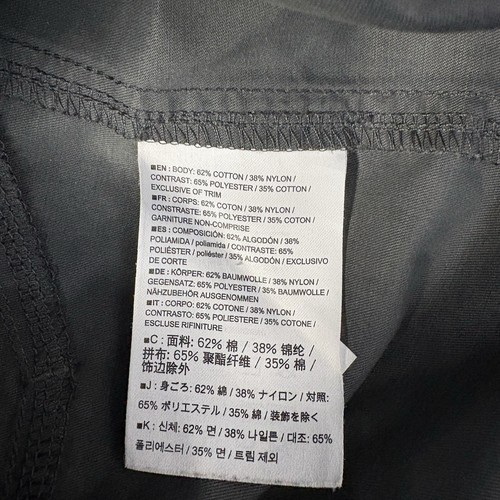 ■EN : BODY: 62% COTTON / 38% NYLON /
CONTRAST: 65% POLYESTER / 35% COTTON /
EXCLUSIVE OF TRIM
■FR : CORPS: 62% COTON / 38% NYLON /
CONSTRASTE: 65% POLYESTER / 35% COTON /
GARNITURE NON-COMPRISE
■ES : COMPOSICIÓN: 62% ALGODÓN / 38%
POLIAMIDA / poliamida / CONTRASTE: 65%
POLIÉSTER / poliéster / 35% ALGODÓN / EXCLUSIVO
DE CORTE
■DE : KÖRPER: 62% BAUMWOLLE / 38% NYLON /
GEGENSATZ: 65% POLYESTER / 35% BAUMWOLLE /
NÄHZUBEHÖR AUSGENOMMEN
■IT : CORPO: 62% COTONE / 38% NYLON /
CONTRASTO: 65% POLIESTERE / 35% COTONE /
ESCLUSE RIFINITURE
■C : 面料: 62% 棉 / 38% 锦纶 /
拼布: 65% 聚酯纤维 / 35% 棉 /
饰边除外
■J : 身ごろ: 62% 綿 / 38% ナイロン / 対照:
65% ポリエステル / 35% 綿 / 装飾を除く
■K : 신체: 62% 면 / 38% 나일론 / 대조: 65%
폴리에스터 / 35% 면 / 트림 제외